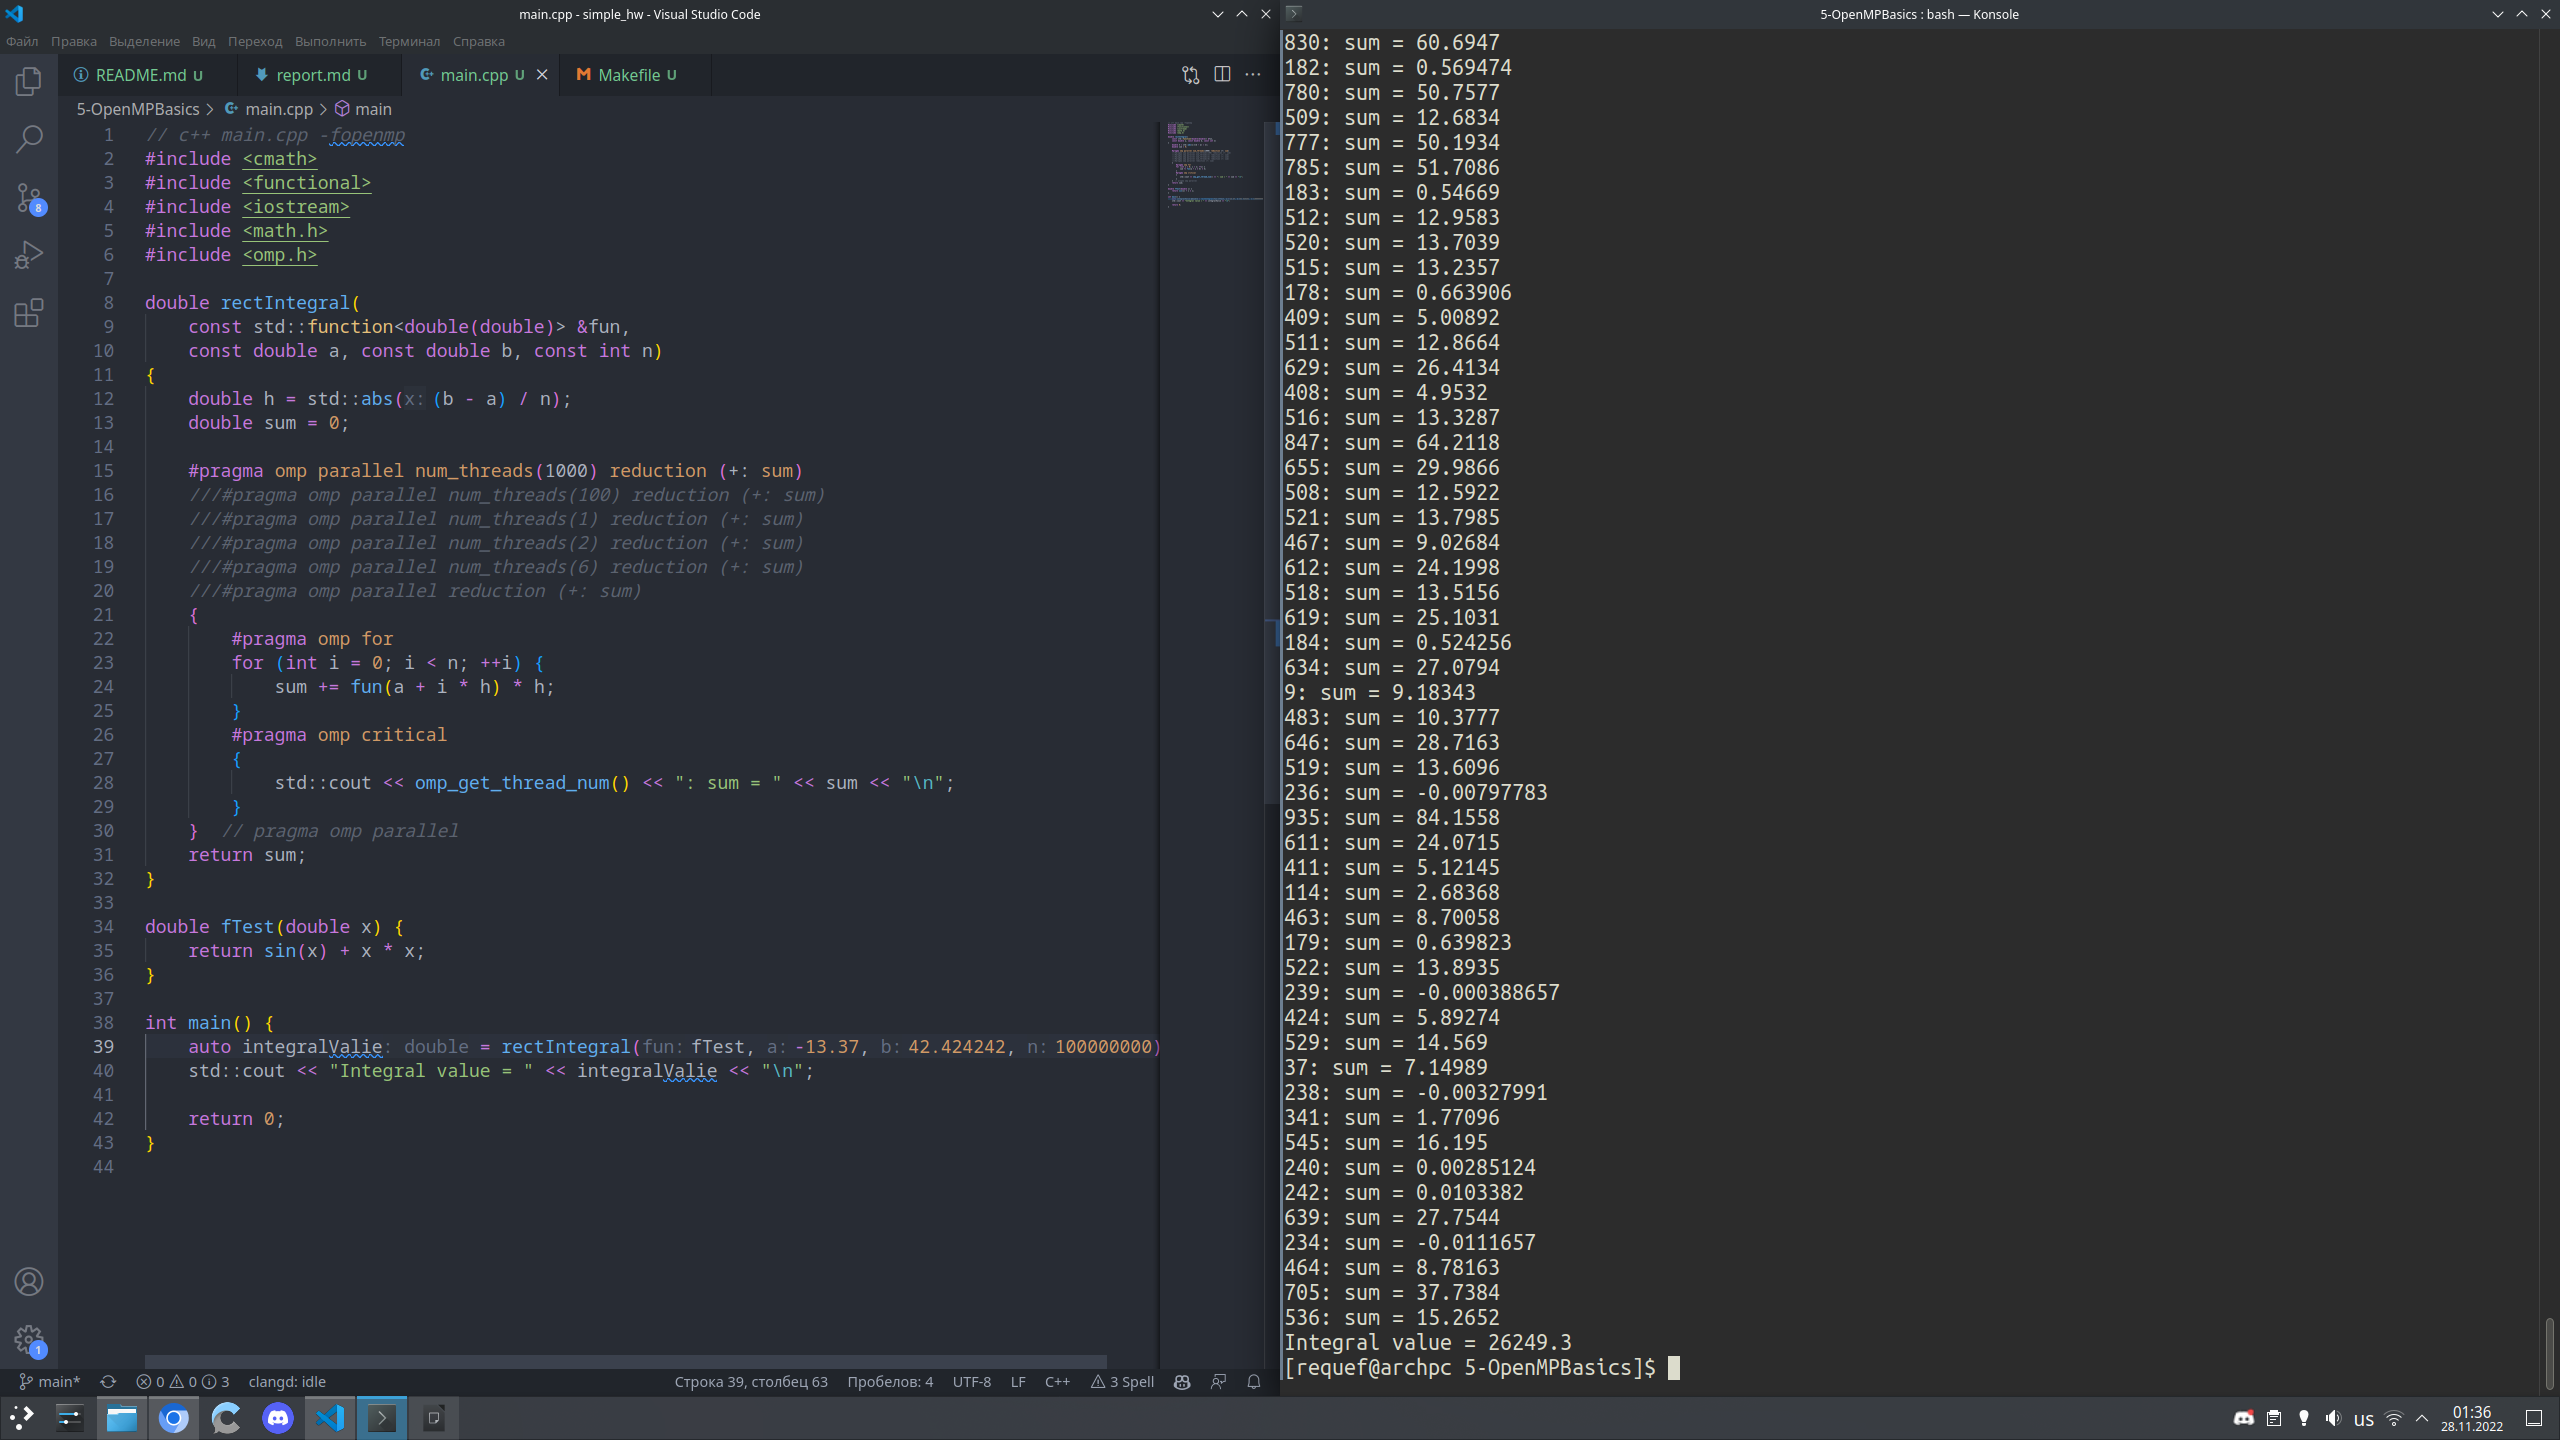 main.cpp - simple_hw - Visual Studio Code
Файл Правка Выделение Вид Переход Выполнить Терминал Справка
README.md U report.md U main.cpp U Makefile U
5-OpenMPBasics main.cpp main
1 // c++ main.cpp -fopenmp
2 #include <cmath>
3 #include <functional>
4 #include <iostream>
5 #include <math.h>
6 #include <omp.h>
7
8 double rectIntegral(
9 const std::function<double(double)> &fun,
10 const double a, const double b, const int n)
11 {
12 double h = std::abs(x: (b - a) / n);
13 double sum = 0;
14
15 #pragma omp parallel num_threads(1000) reduction (+: sum)
16 ///#pragma omp parallel num_threads(100) reduction (+: sum)
17 ///#pragma omp parallel num_threads(1) reduction (+: sum)
18 ///#pragma omp parallel num_threads(2) reduction (+: sum)
19 ///#pragma omp parallel num_threads(6) reduction (+: sum)
20 ///#pragma omp parallel reduction (+: sum)
21 {
22 #pragma omp for
23 for (int i = 0; i < n; ++i) {
24 sum += fun(a + i * h) * h;
25 }
26 #pragma omp critical
27 {
28 std::cout << omp_get_thread_num() << ": sum = " << sum << "\n";
29 }
30 } // pragma omp parallel
31 return sum;
32 }
33
34 double fTest(double x) {
35 return sin(x) + x * x;
36 }
37
38 int main() {
39 auto integralValie: double = rectIntegral(fun: fTest, a: -13.37, b: 42.424242, n: 100000000)
40 std::cout << "Integral value = " << integralValie << "\n";
41
42 return 0;
43 }
44
8
1
main* 0 0 3 clangd: idle Строка 39, столбец 63 Пробелов: 4 UTF-8 LF C++ 3 Spell
5-OpenMPBasics : bash — Konsole
830: sum = 60.6947
182: sum = 0.569474
780: sum = 50.7577
509: sum = 12.6834
777: sum = 50.1934
785: sum = 51.7086
183: sum = 0.54669
512: sum = 12.9583
520: sum = 13.7039
515: sum = 13.2357
178: sum = 0.663906
409: sum = 5.00892
511: sum = 12.8664
629: sum = 26.4134
408: sum = 4.9532
516: sum = 13.3287
847: sum = 64.2118
655: sum = 29.9866
508: sum = 12.5922
521: sum = 13.7985
467: sum = 9.02684
612: sum = 24.1998
518: sum = 13.5156
619: sum = 25.1031
184: sum = 0.524256
634: sum = 27.0794
9: sum = 9.18343
483: sum = 10.3777
646: sum = 28.7163
519: sum = 13.6096
236: sum = -0.00797783
935: sum = 84.1558
611: sum = 24.0715
411: sum = 5.12145
114: sum = 2.68368
463: sum = 8.70058
179: sum = 0.639823
522: sum = 13.8935
239: sum = -0.000388657
424: sum = 5.89274
529: sum = 14.569
37: sum = 7.14989
238: sum = -0.00327991
341: sum = 1.77096
545: sum = 16.195
240: sum = 0.00285124
242: sum = 0.0103382
639: sum = 27.7544
234: sum = -0.0111657
464: sum = 8.78163
705: sum = 37.7384
536: sum = 15.2652
Integral value = 26249.3
[requef@archpc 5-OpenMPBasics]$
us 01:36
28.11.2022